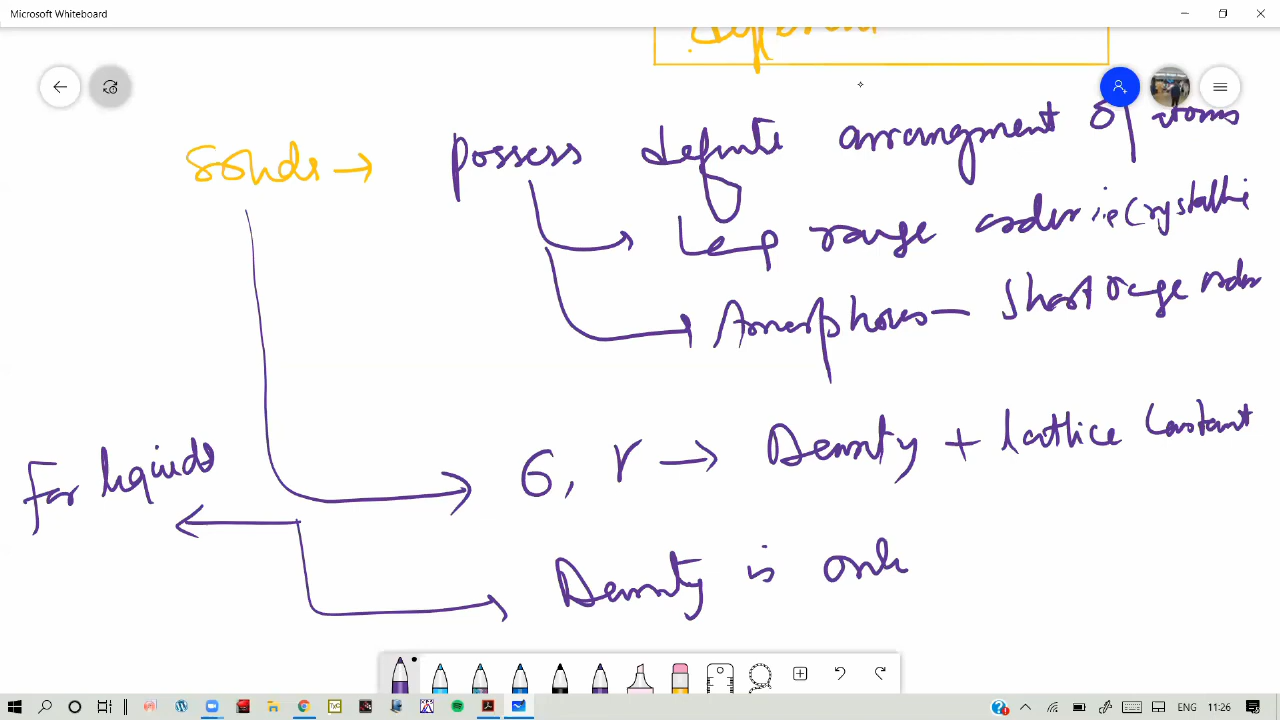 Microsoft Whiteboard
Solids → possess definite arrangment of atoms
Long range order i.e Crystalline
Amorphous — Short range order
For liquids
σ, r → Density + lattice Constant
Density is only
ENG 11:26